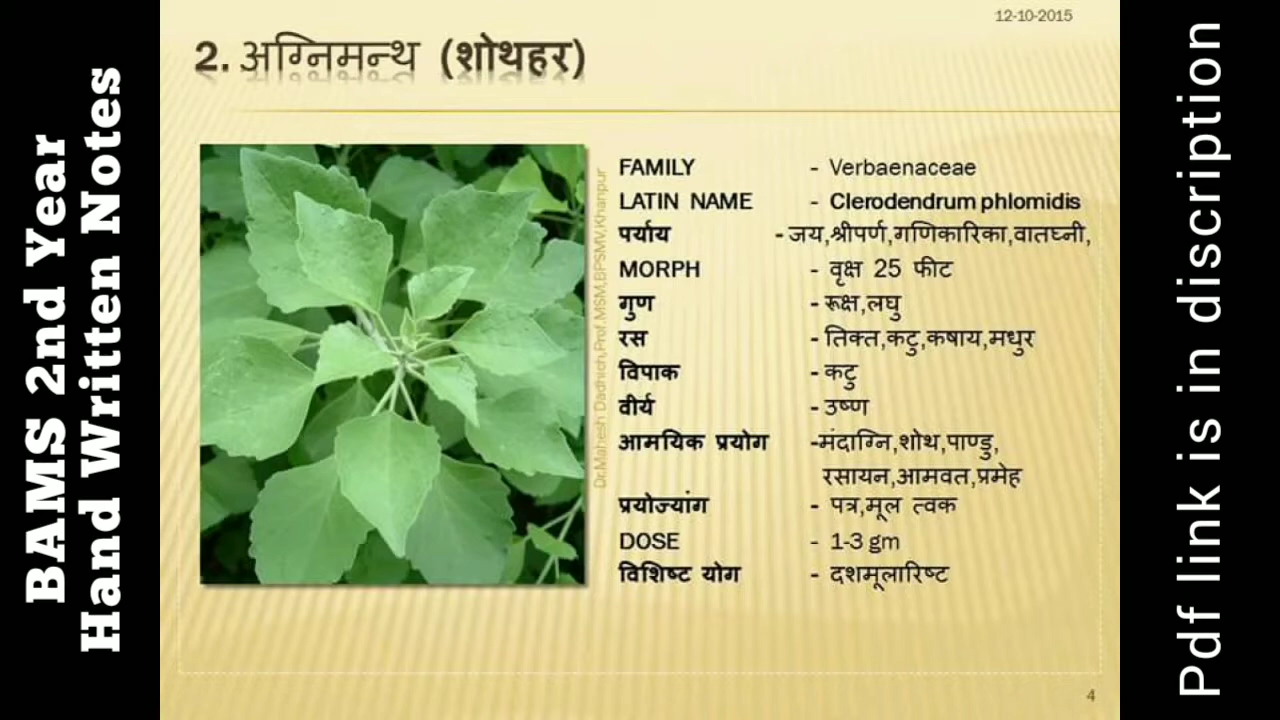 BAMS 2nd Year
Hand Written Notes
12-10-2015
2. अग्निमन्थ (शोथहर)
Dr.Mahesh Dadhich,Prof.MSM,BPSMV,Khanpur
FAMILY - Verbaenaceae
LATIN NAME - Clerodendrum phlomidis
पर्याय - जय,श्रीपर्ण,गणिकारिका,वातघ्नी,
MORPH - वृक्ष 25 फीट
गुण - रूक्ष,लघु
रस - तिक्त,कटु,कषाय,मधुर
विपाक - कटु
वीर्य - उष्ण
आमयिक प्रयोग -मंदाग्नि,शोथ,पाण्डु,
रसायन,आमवत,प्रमेह
प्रयोज्यांग - पत्र,मूल त्वक
DOSE - 1-3 gm
विशिष्ट योग - दशमूलारिष्ट
4
Pdf link is in discription